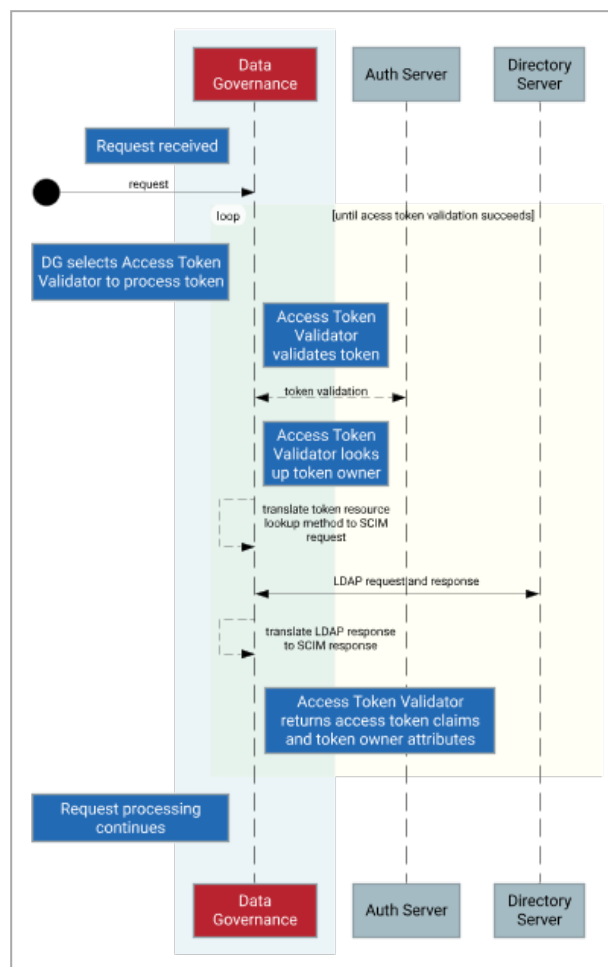 Data
Governance
Auth Server
Directory
Server
Request received
request
loop
[until acess token validation succeeds]
DG selects Access Token
Validator to process token
Access Token
Validator
validates token
token validation
Access Token
Validator looks
up token owner
translate token resource
lookup method to SCIM
request
LDAP request and response
translate LDAP response
to SCIM response
Access Token Validator
returns access token claims
and token owner attributes
Request processing
continues
Data
Governance
Auth Server
Directory
Server